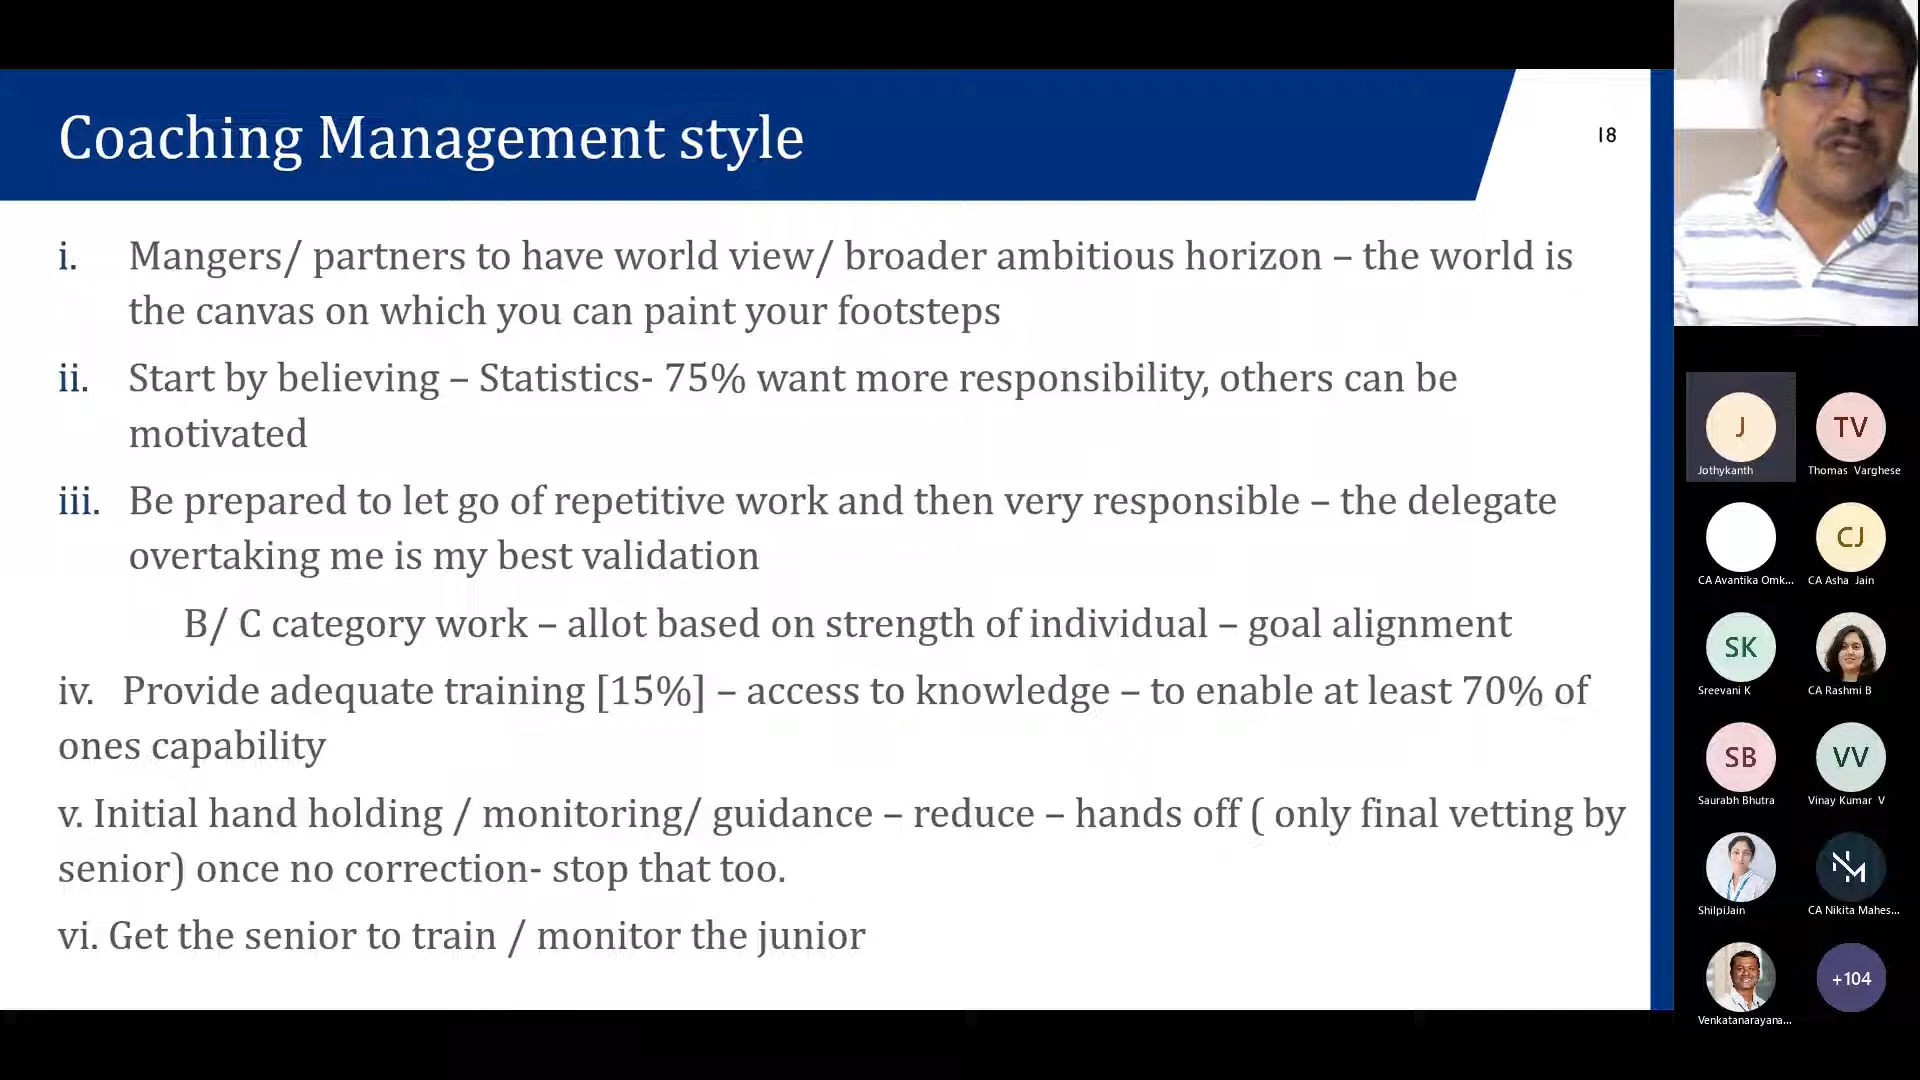 Coaching Management style
18
i. Mangers/ partners to have world view/ broader ambitious horizon – the world is
the canvas on which you can paint your footsteps
ii. Start by believing – Statistics- 75% want more responsibility, others can be
motivated
iii. Be prepared to let go of repetitive work and then very responsible – the delegate
overtaking me is my best validation
B/ C category work – allot based on strength of individual – goal alignment
iv. Provide adequate training [15%] – access to knowledge – to enable at least 70% of
ones capability
v. Initial hand holding / monitoring/ guidance – reduce – hands off ( only final vetting by
senior) once no correction- stop that too.
vi. Get the senior to train / monitor the junior
J
TV
Jothykanth
Thomas Varghese
CJ
CA Avantika Omk...
CA Asha Jain
SK
Sreevani K
CA Rashmi B
SB
VV
Saurabh Bhutra
Vinay Kumar V
NM
ShilpiJain
CA Nikita Mahes...
+104
Venkatanarayana...